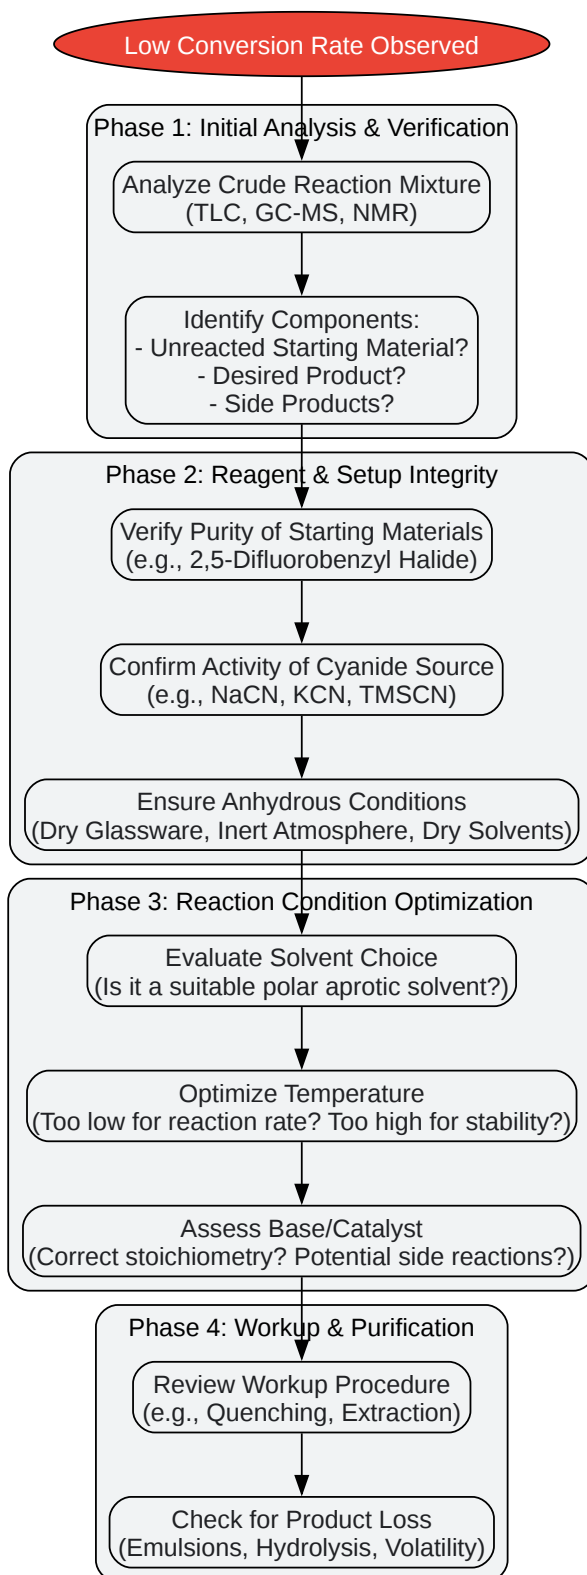 Low Conversion Rate Observed
Phase 1: Initial Analysis & Verification
Analyze Crude Reaction Mixture
(TLC, GC-MS, NMR)
Identify Components:
- Unreacted Starting Material?
- Desired Product?
- Side Products?
Phase 2: Reagent & Setup Integrity
Verify Purity of Starting Materials
(e.g., 2,5-Difluorobenzyl Halide)
Confirm Activity of Cyanide Source
(e.g., NaCN, KCN, TMSCN)
Ensure Anhydrous Conditions
(Dry Glassware, Inert Atmosphere, Dry Solvents)
Phase 3: Reaction Condition Optimization
Evaluate Solvent Choice
(Is it a suitable polar aprotic solvent?)
Optimize Temperature
(Too low for reaction rate? Too high for stability?)
Assess Base/Catalyst
(Correct stoichiometry? Potential side reactions?)
Phase 4: Workup & Purification
Review Workup Procedure
(e.g., Quenching, Extraction)
Check for Product Loss
(Emulsions, Hydrolysis, Volatility)